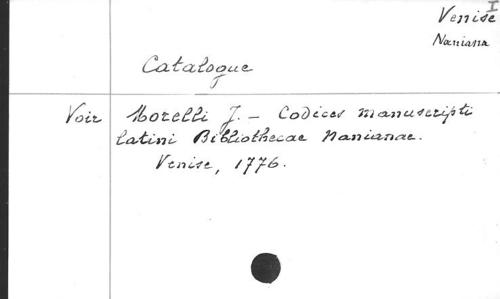 I
Venise
Naniana
Catalogue
Voir Morelli J. – Codices manuscripti
latini Bibliothecae Nanianae.
Venise, 1776.